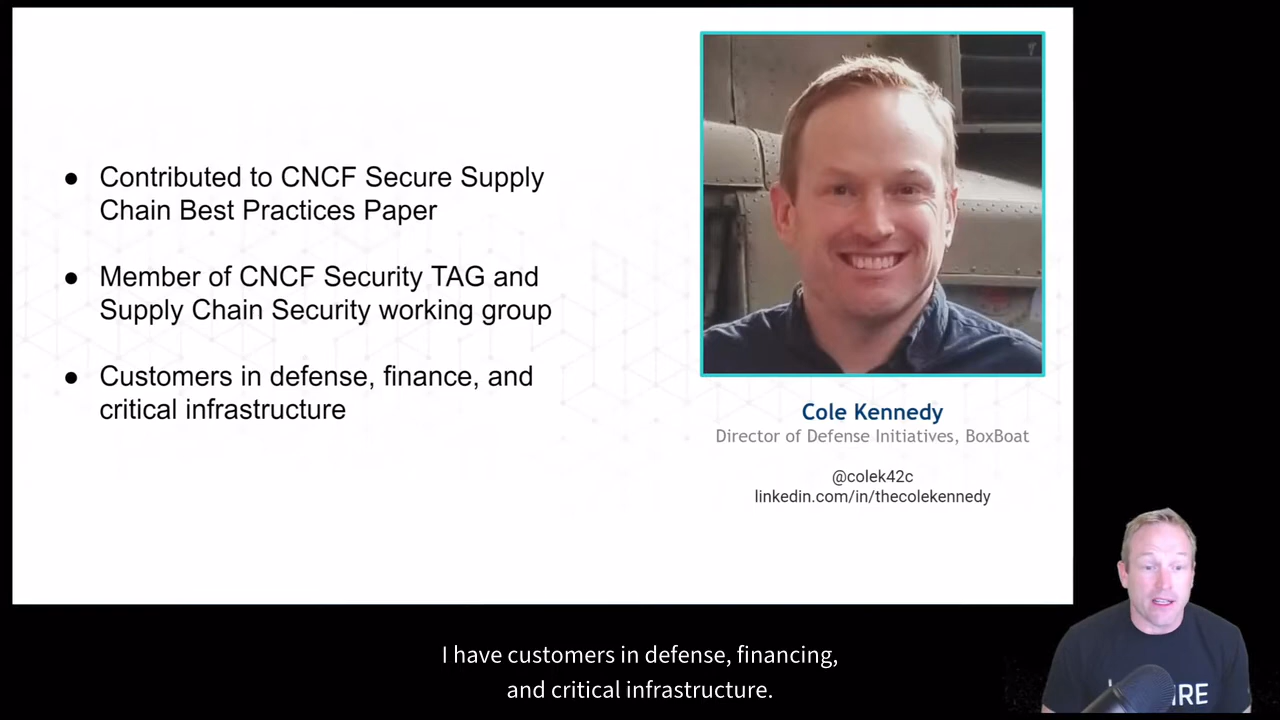 ● Contributed to CNCF Secure Supply
Chain Best Practices Paper
● Member of CNCF Security TAG and
Supply Chain Security working group
● Customers in defense, finance, and
critical infrastructure
Cole Kennedy
Director of Defense Initiatives, BoxBoat
@colek42c
linkedin.com/in/thecolekennedy
I have customers in defense, financing,
and critical infrastructure.